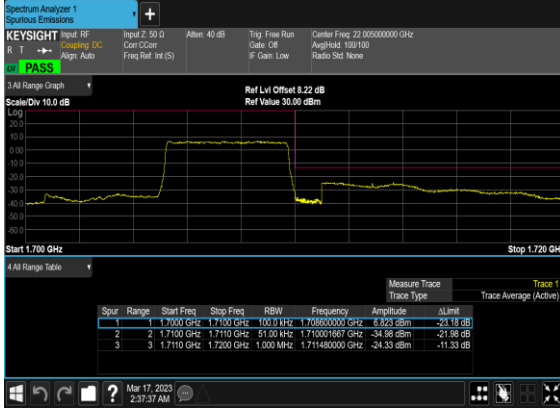 Spectrum Analyzer 1
Spurious Emissions
+
KEYSIGHT Input: RF Input Z: 50 Ω Atten: 40 dB Trig: Free Run Center Freq: 22.005000000 GHz
R T Coupling: DC Corr CCorr Gate: Off Avg|Hold: 100/100
Align: Auto Freq Ref: Int (S) IF Gain: Low Radio Std: None
LXI PASS
3 All Range Graph
Ref Lvl Offset 8.22 dB
Scale/Div 10.0 dB Ref Value 30.00 dBm
Log
20.0
10.0
0.00
-10.0
-20.0
-30.0
-40.0
-50.0
-60.0
Start 1.700 GHz Stop 1.720 GH
4 All Range Table
Measure Trace Trace 1
Trace Type Trace Average (Active)
Spur Range Start Freq Stop Freq RBW Frequency Amplitude ΔLimit
1 1 1.7000 GHz 1.7100 GHz 100.0 kHz 1.708600000 GHz 6.823 dBm -23.18 dB
2 2 1.7100 GHz 1.7110 GHz 51.00 kHz 1.710001667 GHz -34.98 dBm -21.98 dB
3 3 1.7110 GHz 1.7200 GHz 1.000 MHz 1.711480000 GHz -24.33 dBm -11.33 dB
? Mar 17, 2023
2:37:37 AM